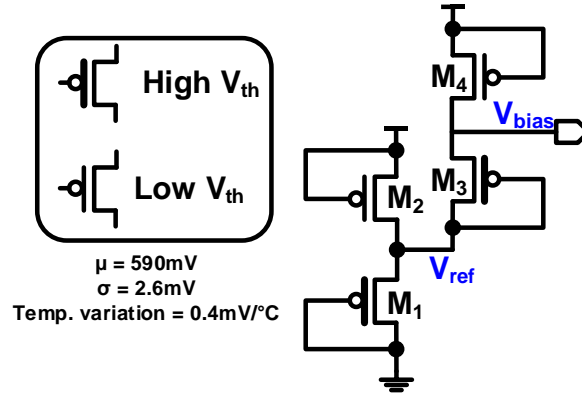 High Vth
Low Vth
μ = 590mV
σ = 2.6mV
Temp. variation = 0.4mV/°C
M4
Vbias
M3
M2
Vref
M1